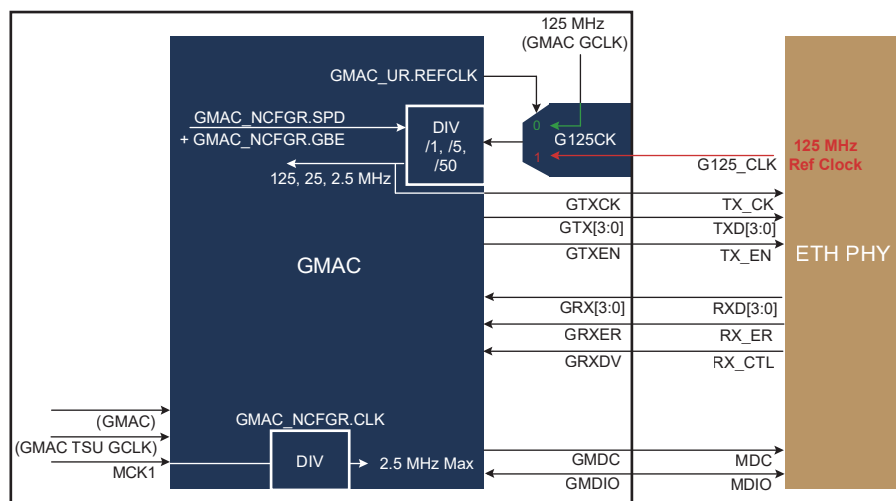 125 MHz
(GMAC GCLK)
GMAC_UR.REFCLK
GMAC_NCFGR.SPD
+ GMAC_NCFGR.GBE
DIV
/1, /5,
/50
0
G125CK
1
125 MHz
Ref Clock
G125_CLK
125, 25, 2.5 MHz
GTXCK
TX_CK
GTX[3:0]
TXD[3:0]
GTXEN
TX_EN
GMAC
ETH PHY
GRX[3:0]
RXD[3:0]
GRXER
RX_ER
GRXDV
RX_CTL
(GMAC)
GMAC_NCFGR.CLK
(GMAC TSU GCLK)
MCK1
DIV
2.5 MHz Max
GMDC
MDC
GMDIO
MDIO